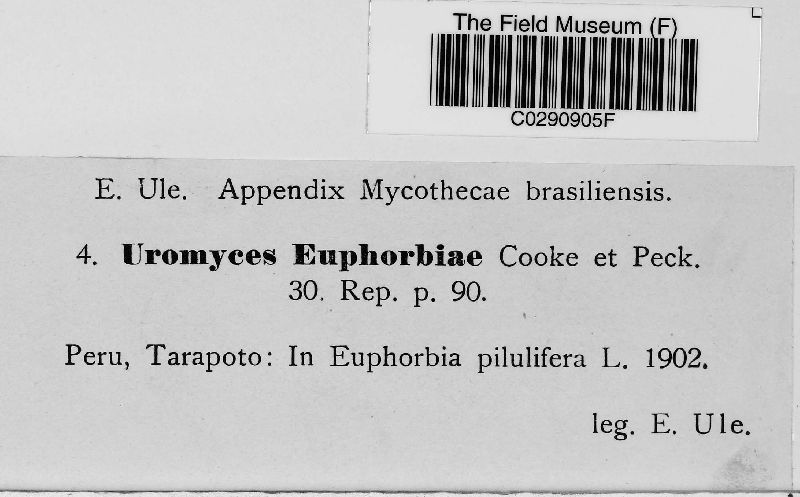 The Field Museum (F)
C0290905F
E. Ule. Appendix Mycothecae brasiliensis.
4. Uromyces Euphorbiae Cooke et Peck.
30. Rep. p. 90.
Peru, Tarapoto: In Euphorbia pilulifera L. 1902.
leg. E. Ule.